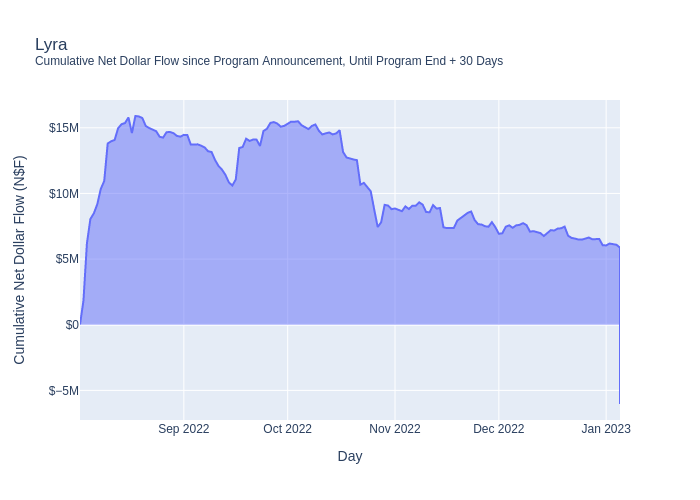 Lyra
Cumulative Net Dollar Flow since Program Announcement, Until Program End + 30 Days
Cumulative Net Dollar Flow (N$F)
$15M
$10M
$5M
$0
$−5M
Sep 2022
Oct 2022
Nov 2022
Dec 2022
Jan 2023
Day